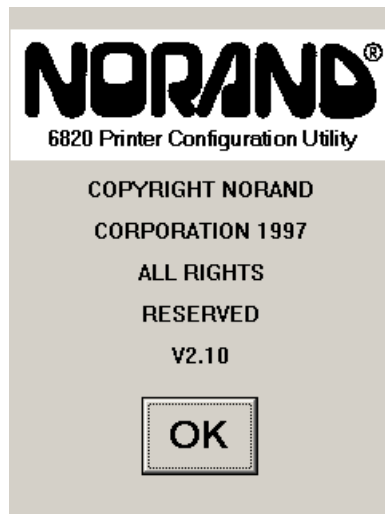 NORAND®
6820 Printer Configuration Utility
COPYRIGHT NORAND
CORPORATION 1997
ALL RIGHTS
RESERVED
V2.10
OK